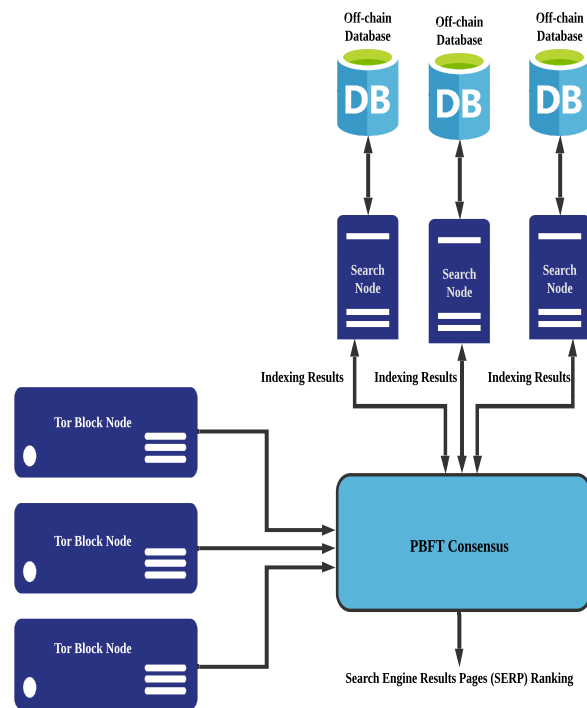 Off-chain
Database
Off-chain
Database
Off-chain
Database
DB
DB
DB
Search
Node
Search
Node
Search
Node
Indexing Results
Indexing Results
Indexing Results
Tor Block Node
Tor Block Node
Tor Block Node
PBFT Consensus
Search Engine Results Pages (SERP) Ranking